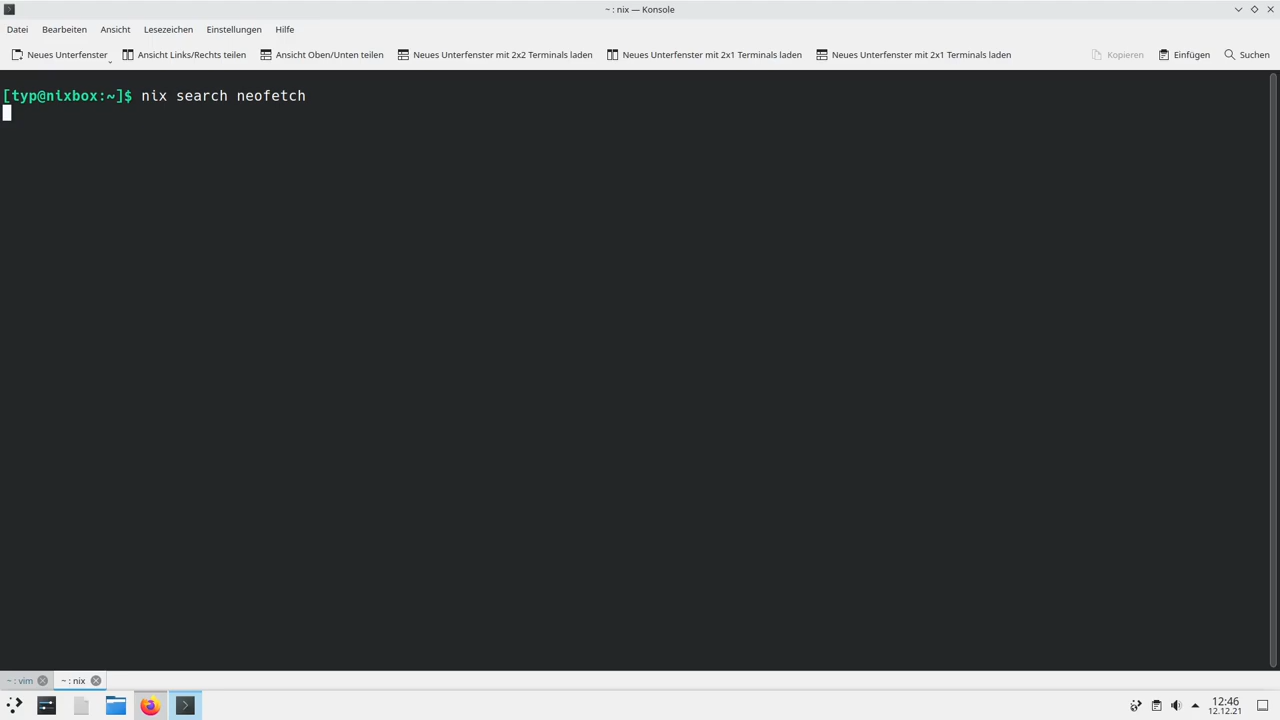 ~ : nix — Konsole
Datei Bearbeiten Ansicht Lesezeichen Einstellungen Hilfe
Neues Unterfenster Ansicht Links/Rechts teilen Ansicht Oben/Unten teilen Neues Unterfenster mit 2x2 Terminals laden Neues Unterfenster mit 2x1 Terminals laden Neues Unterfenster mit 2x1 Terminals laden Kopieren Einfügen Suchen
[typ@nixbox:~]$ nix search neofetch
~ : vim ~ : nix
12:46
12.12.21